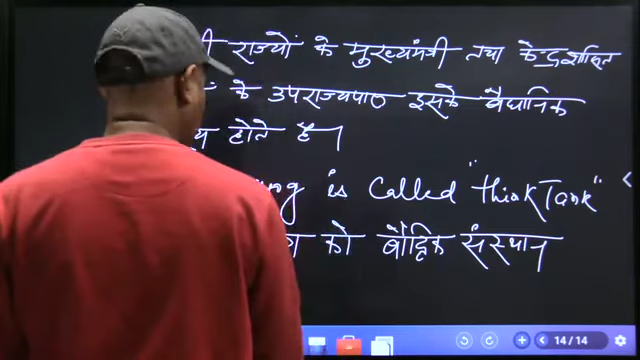 राज्यों के मुख्यमंत्री तथा केन्द्रशासित
के उपराज्यपाल इसके वैधानिक
होते है।
is called "think Tank"
को बौद्धिक संस्थान
14/14